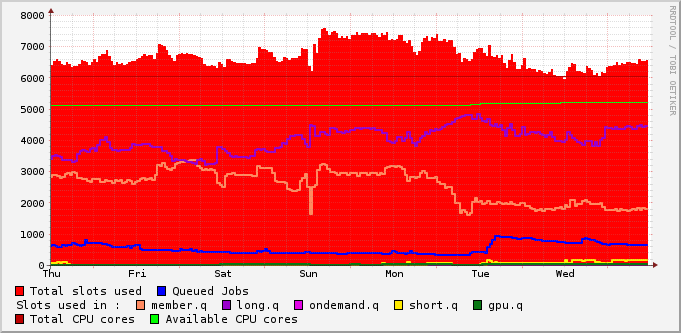 8000
7000
6000
5000
4000
3000
2000
1000
0
Thu Fri Sat Sun Mon Tue Wed
RRDTOOL / TOBI OETIKER
Total slots used Queued Jobs
Slots used in : member.q long.q ondemand.q short.q gpu.q
Total CPU cores Available CPU cores